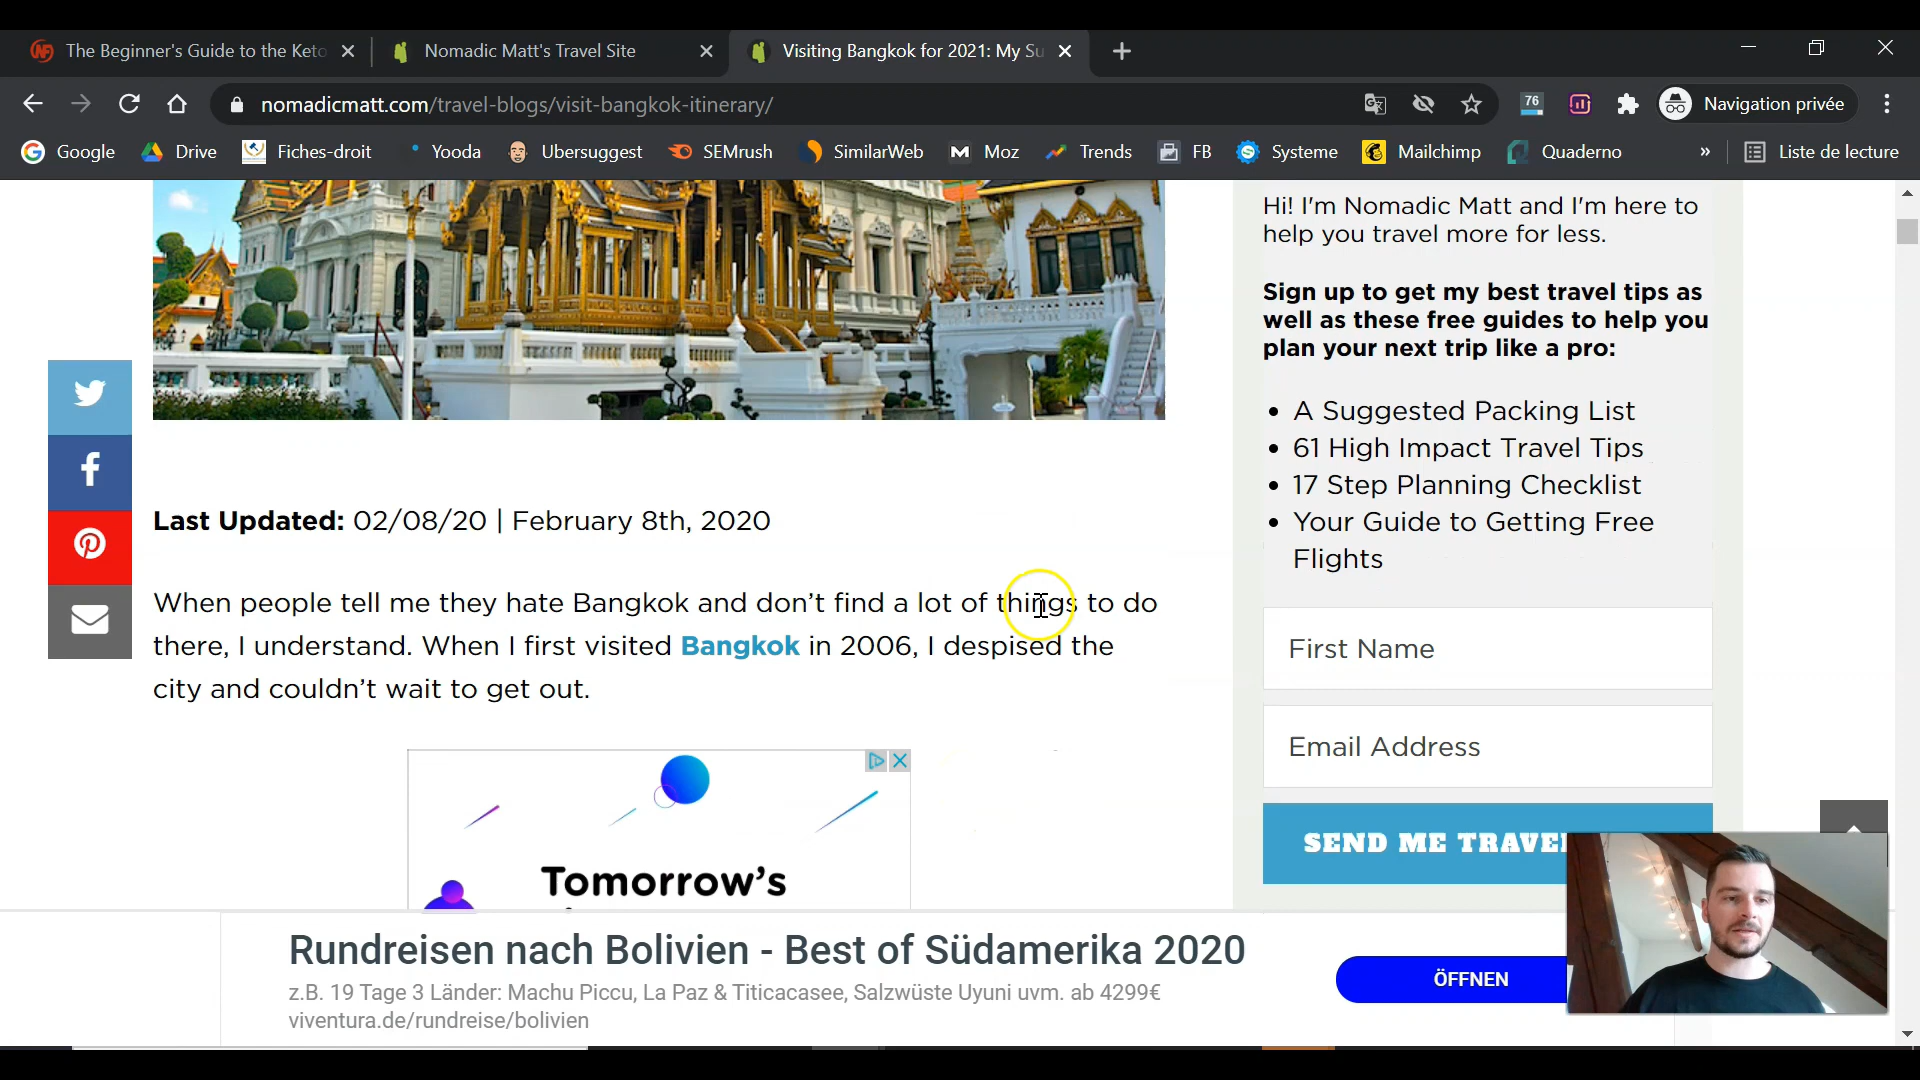 The Beginner's Guide to the Keto
Nomadic Matt's Travel Site
Visiting Bangkok for 2021: My Su
nomadicmatt.com/travel-blogs/visit-bangkok-itinerary/
76
Navigation privée
Google
Drive
Fiches-droit
Yooda
Ubersuggest
SEMrush
SimilarWeb
Moz
Trends
FB
Systeme
Mailchimp
Quaderno
»
Liste de lecture
Hi! I'm Nomadic Matt and I'm here to
help you travel more for less.
Sign up to get my best travel tips as
well as these free guides to help you
plan your next trip like a pro:
• A Suggested Packing List
• 61 High Impact Travel Tips
• 17 Step Planning Checklist
• Your Guide to Getting Free
Flights
First Name
Email Address
SEND ME TRAVEL
Last Updated: 02/08/20 | February 8th, 2020
When people tell me they hate Bangkok and don't find a lot of things to do
there, I understand. When I first visited Bangkok in 2006, I despised the
city and couldn't wait to get out.
Tomorrow's
Rundreisen nach Bolivien - Best of Südamerika 2020
z.B. 19 Tage 3 Länder: Machu Piccu, La Paz & Titicacasee, Salzwüste Uyuni uvm. ab 4299€
viventura.de/rundreise/bolivien
ÖFFNEN